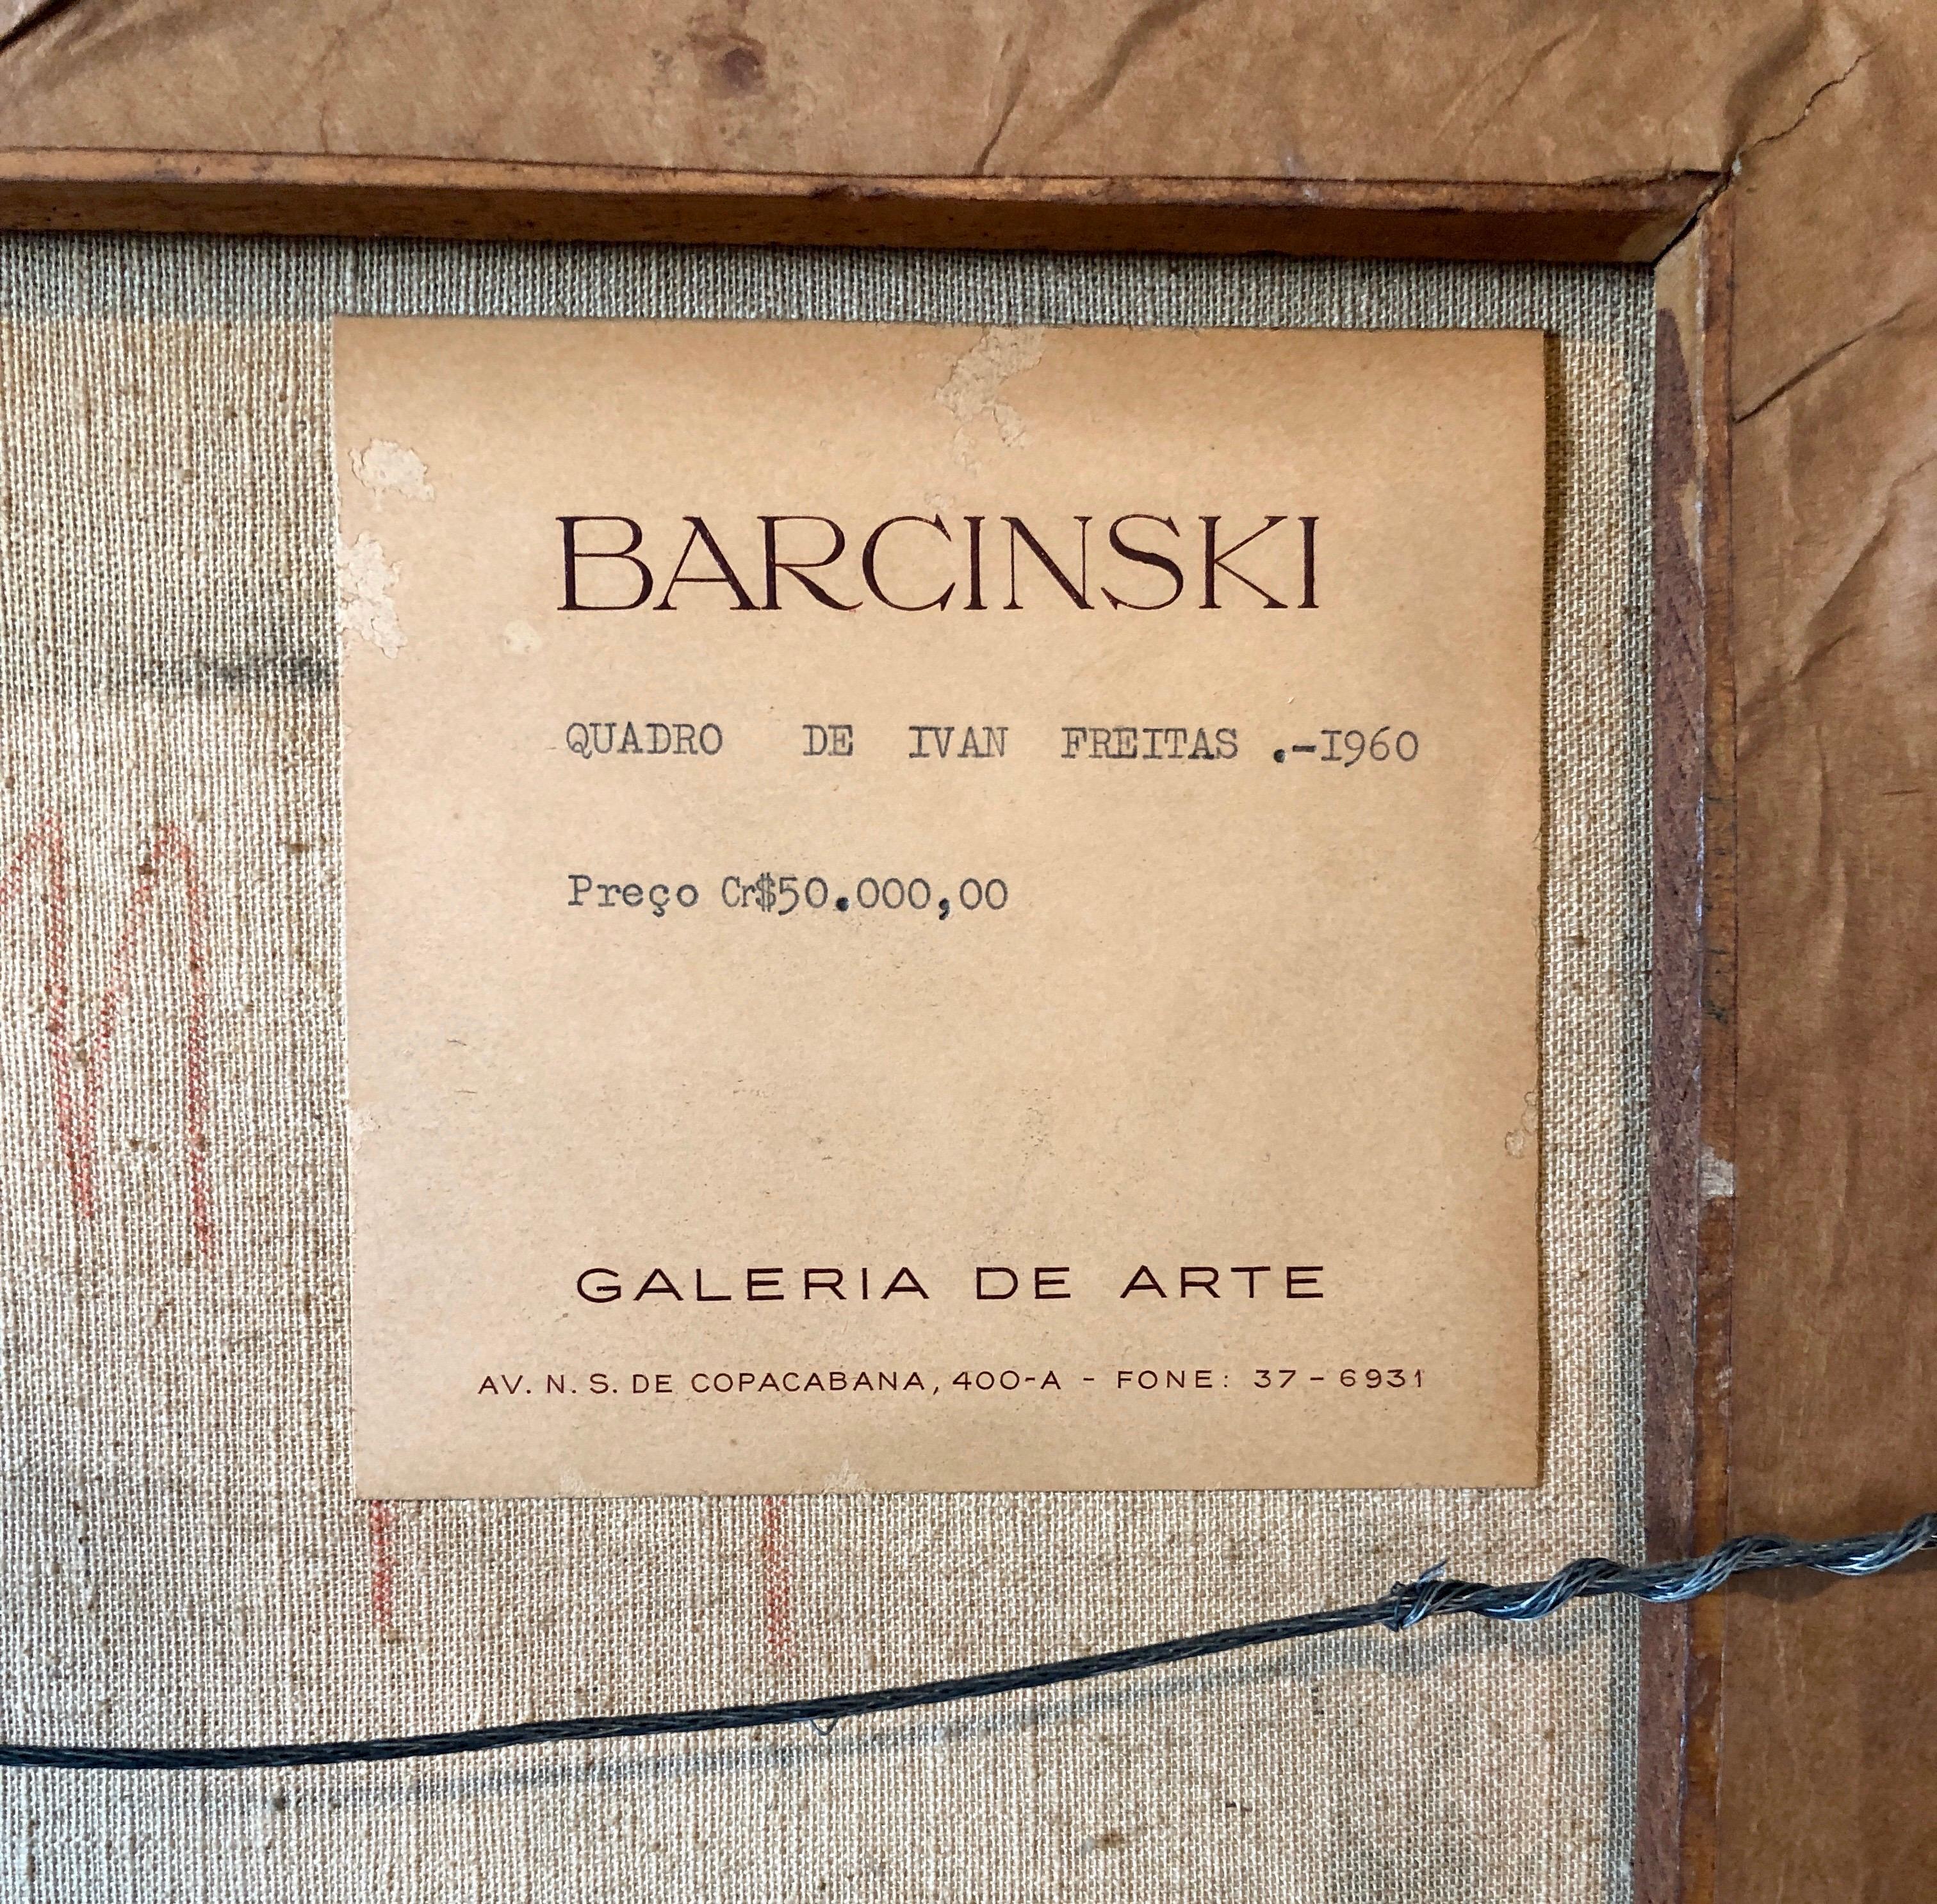 BARCINSKI
QUADRO DE IVAN FREITAS .-I960
Preço Cr$50.000,00
GALERIA DE ARTE
AV. N. S. DE COPACABANA, 400-A - FONE: 37-6931